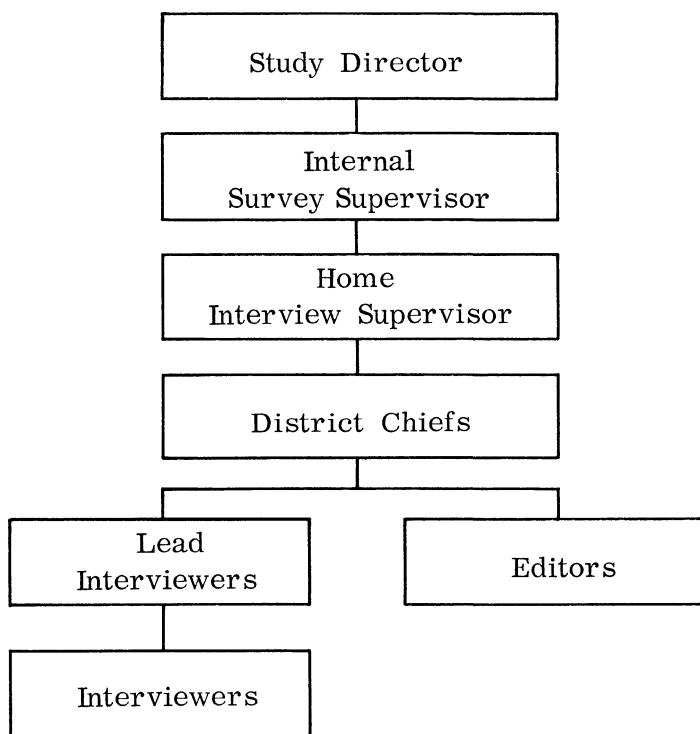 Study Director
Internal
Survey Supervisor
Home
Interview Supervisor
District Chiefs
Lead
Interviewers
Editors
Interviewers